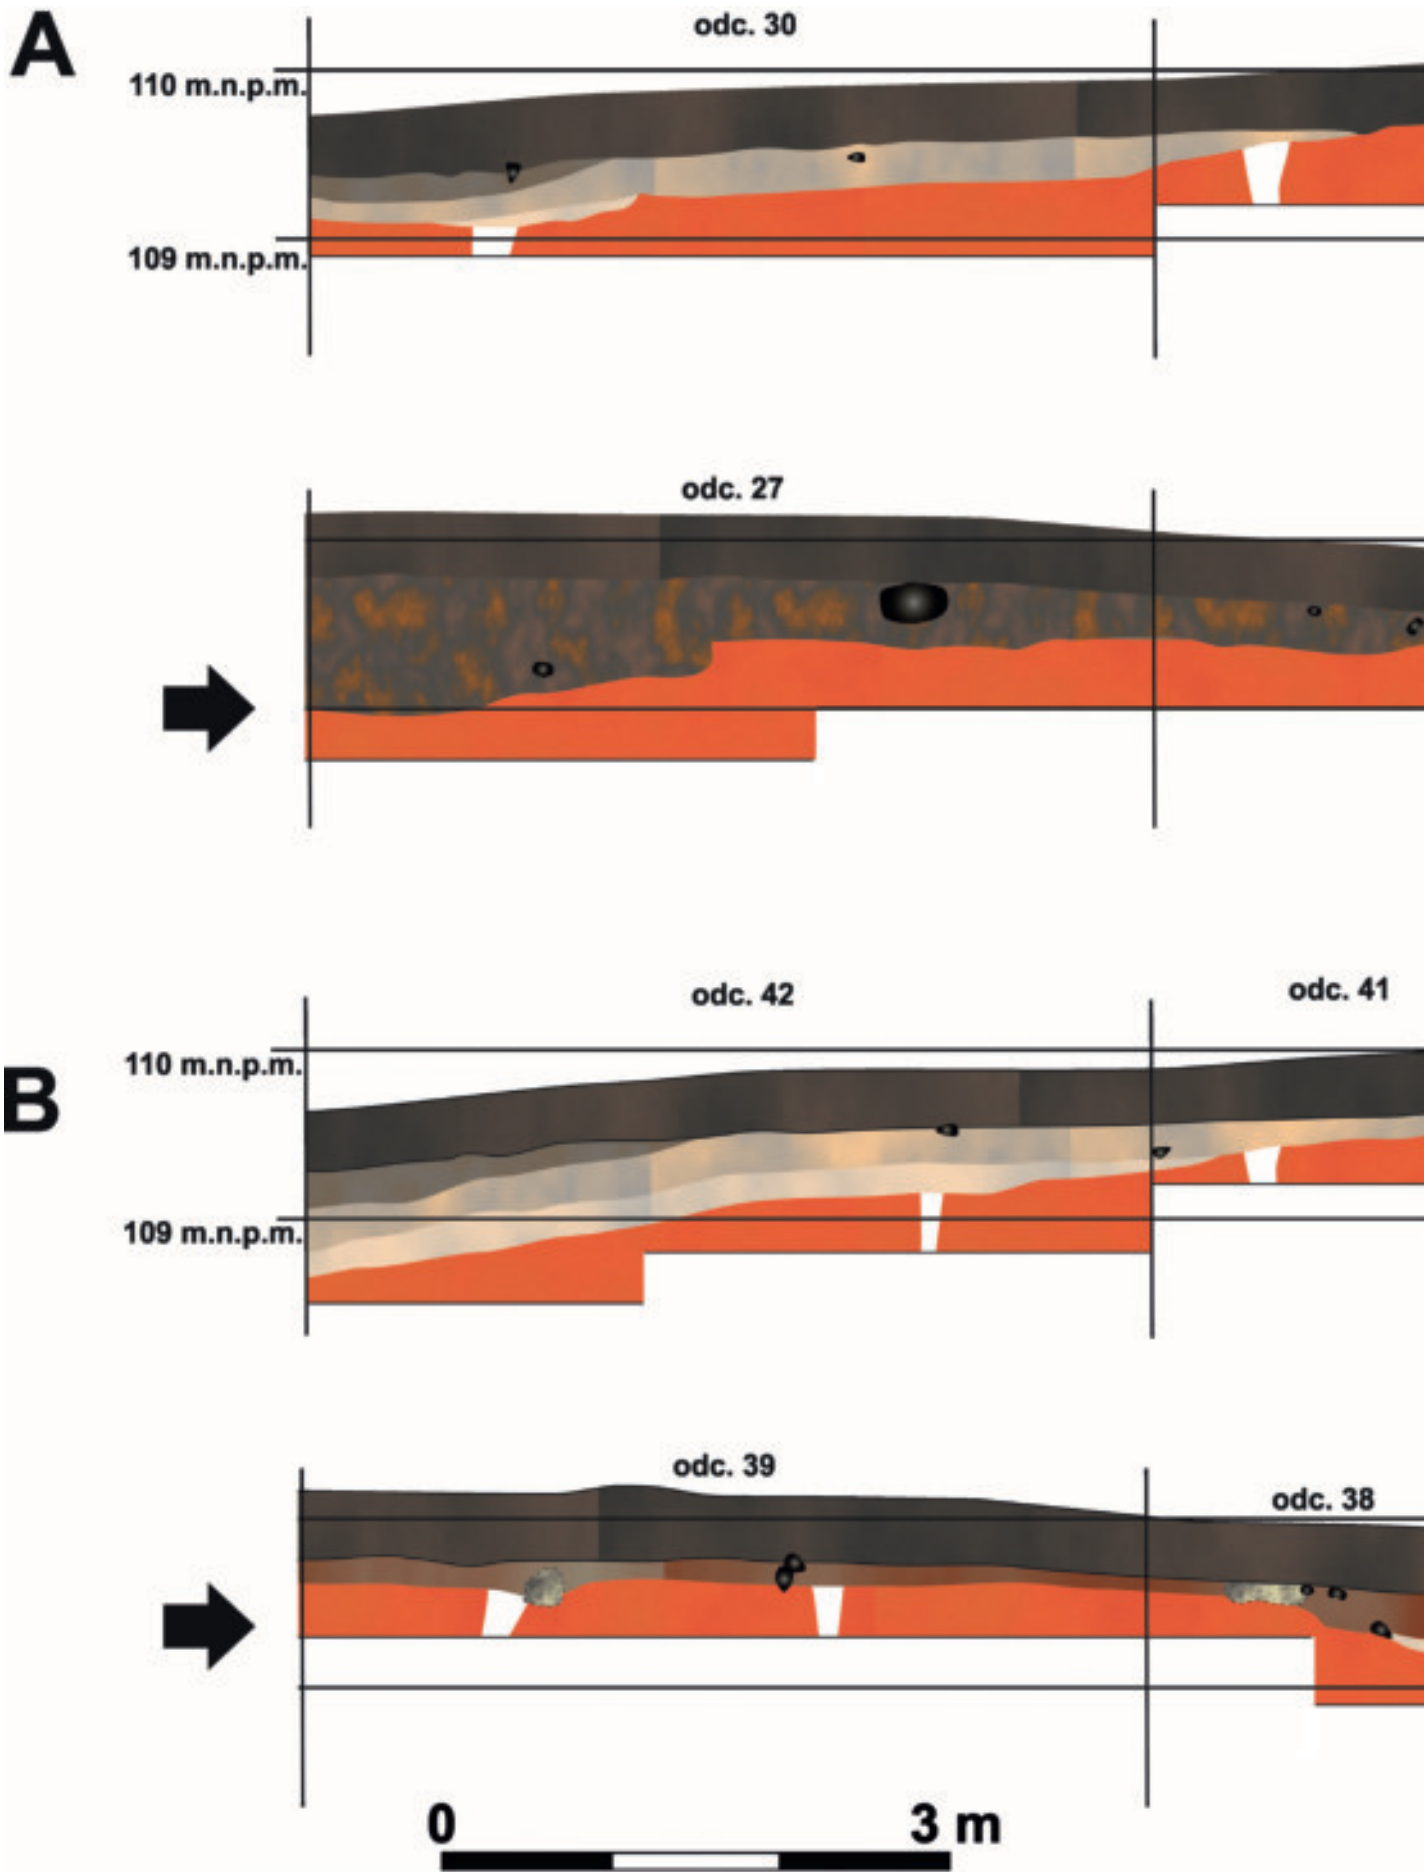 A
odc. 30
110 m.n.p.m.
109 m.n.p.m.
odc. 27
odc. 42
odc. 41
110 m.n.p.m.
B
109 m.n.p.m.
odc. 39
odc. 38
0 3 m